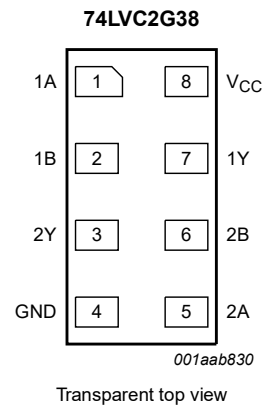 74LVC2G38
1A 1 8 VCC
1B 2 7 1Y
2Y 3 6 2B
GND 4 5 2A
001aab830
Transparent top view